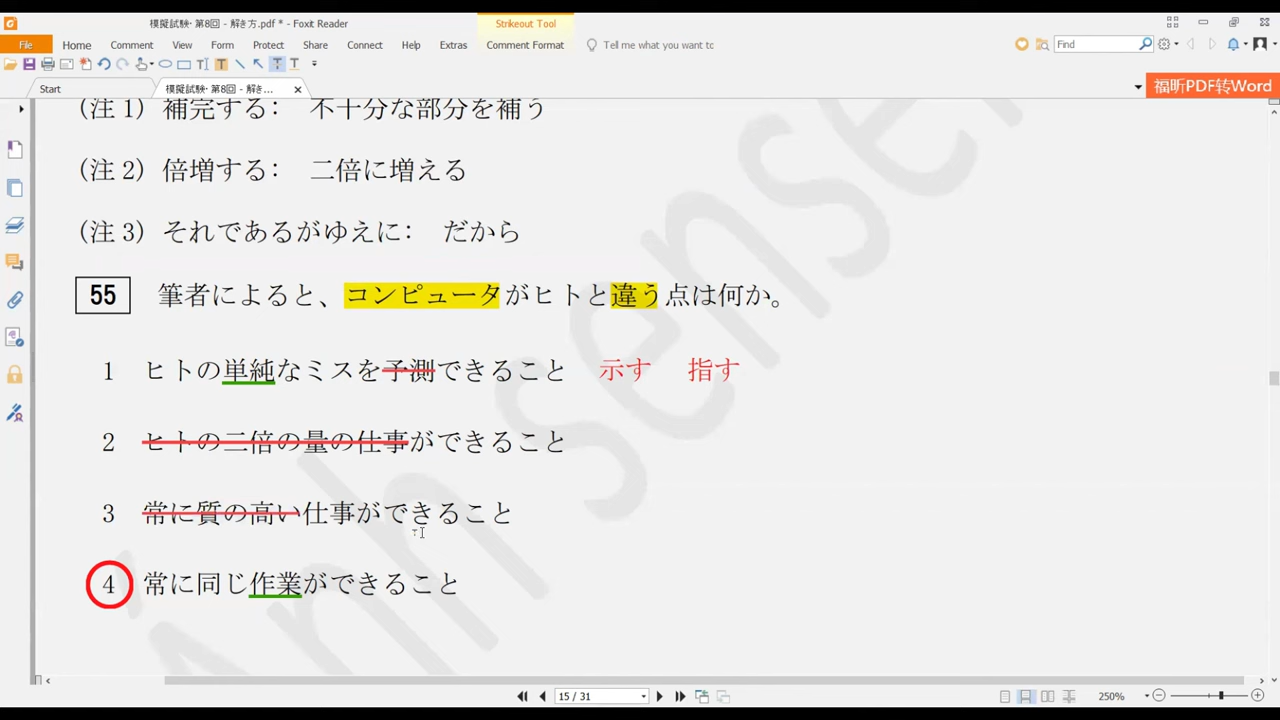 模擬試験· 第8回 - 解き方.pdf * - Foxit Reader
Strikeout Tool
File Home Comment View Form Protect Share Connect Help Extras Comment Format Tell me what you want tc Find
Start 模擬試験· 第8回 - 解き... 福昕PDF转Word
(注 1) 補完する： 不十分な部分を補う
(注 2) 倍増する： 二倍に増える
(注 3) それであるがゆえに： だから
55 筆者によると、コンピュータがヒトと違う点は何か。
1 ヒトの単純なミスを予測できること 示す 指す
2 ヒトの二倍の量の仕事ができること
3 常に質の高い仕事ができること
4 常に同じ作業ができること
Anh sensei
15 / 31 250%